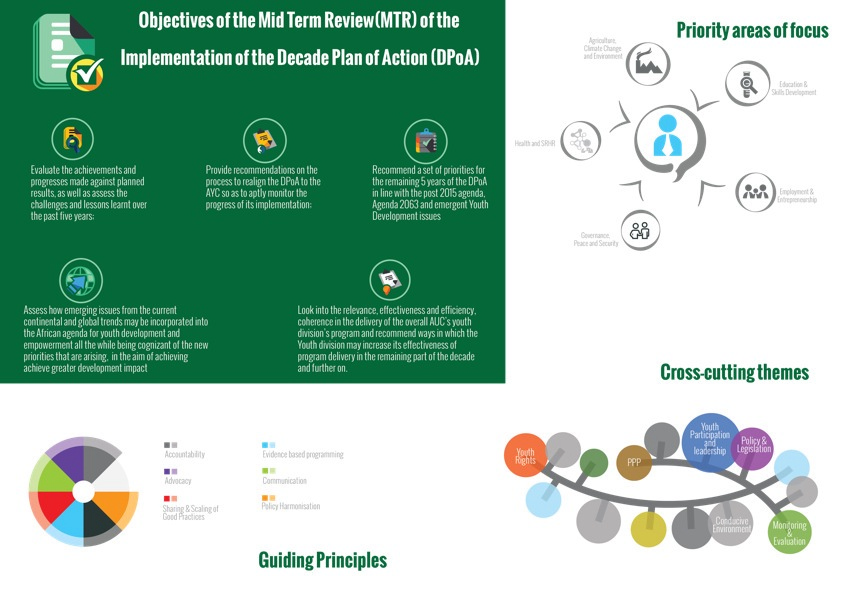 Objectives of the Mid Term Review(MTR) of the
Implementation of the Decade Plan of Action (DPoA)
Evaluate the achievements and
progresses made against planned
results, as well as assess the
challenges and lessons learnt over
the past five years;
Provide recommendations on the
process to realign the DPoA to the
AYC so as to aptly monitor the
progress of its implementation;
Recommend a set of priorities for
the remaining 5 years of the DPoA
in line with the post 2015 agenda,
Agenda 2063 and emergent Youth
Development issues
Assess how emerging issues from the current
continental and global trends may be incorporated into
the African agenda for youth development and
empowerment all the while being cognizant of the new
priorities that are arising, in the aim of achieving
achieve greater development impact
Look into the relevance, effectiveness and efficiency,
coherence in the delivery of the overall AUC's youth
division's program and recommend ways in which the
Youth division may increase its effectiveness of
program delivery in the remaining part of the decade
and further on.
Priority areas of focus
Agriculture,
Climate Change
and Environment
Education &
Skills Development
Health and SRHR
Employment &
Entrepreneurship
Governance,
Peace and Security
Cross-cutting themes
Youth
Rights
PPP
Youth
Participation
and
leadership
Policy &
Legislation
Conducive
Environment
Monitoring
&
Evaluation
Accountability
Advocacy
Sharing & Scaling of
Good Practices
Evidence based programming
Communication
Policy Harmonisation
Guiding Principles